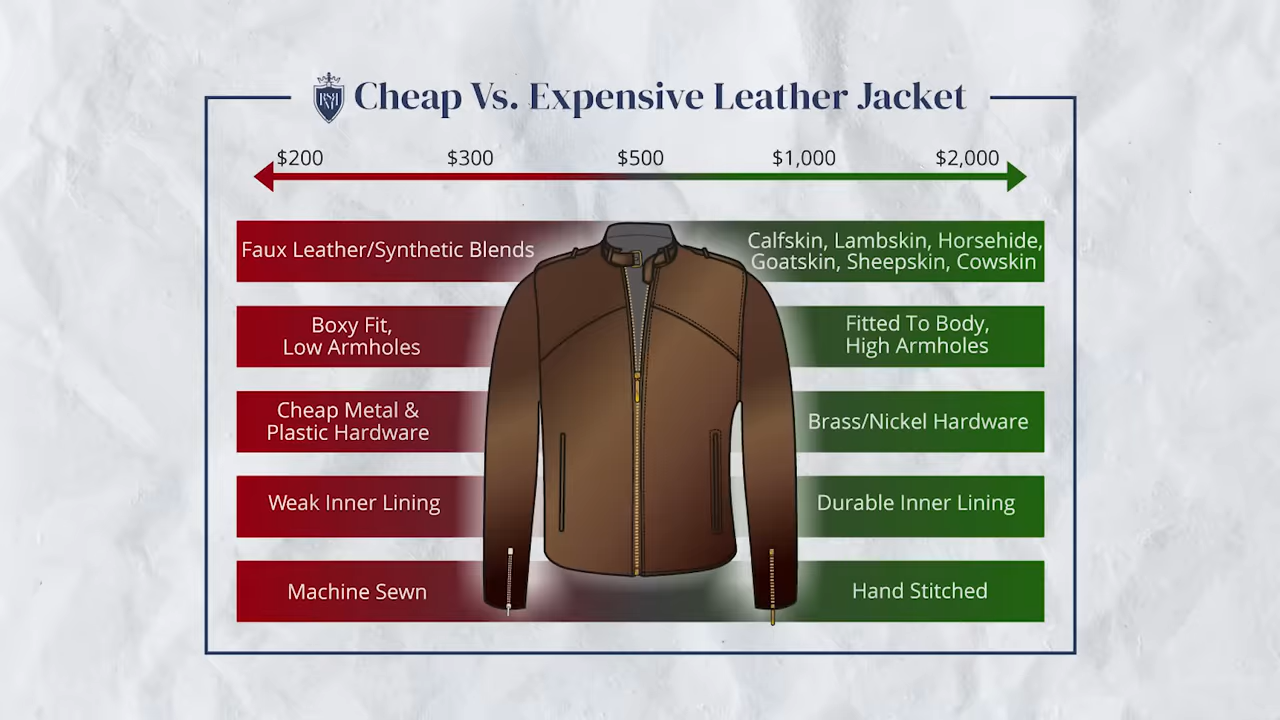 Cheap Vs. Expensive Leather Jacket
$200 $300 $500 $1,000 $2,000
Faux Leather/Synthetic Blends
Calfskin, Lambskin, Horsehide,
Goatskin, Sheepskin, Cowskin
Boxy Fit,
Low Armholes
Fitted To Body,
High Armholes
Cheap Metal &
Plastic Hardware
Brass/Nickel Hardware
Weak Inner Lining
Durable Inner Lining
Machine Sewn
Hand Stitched